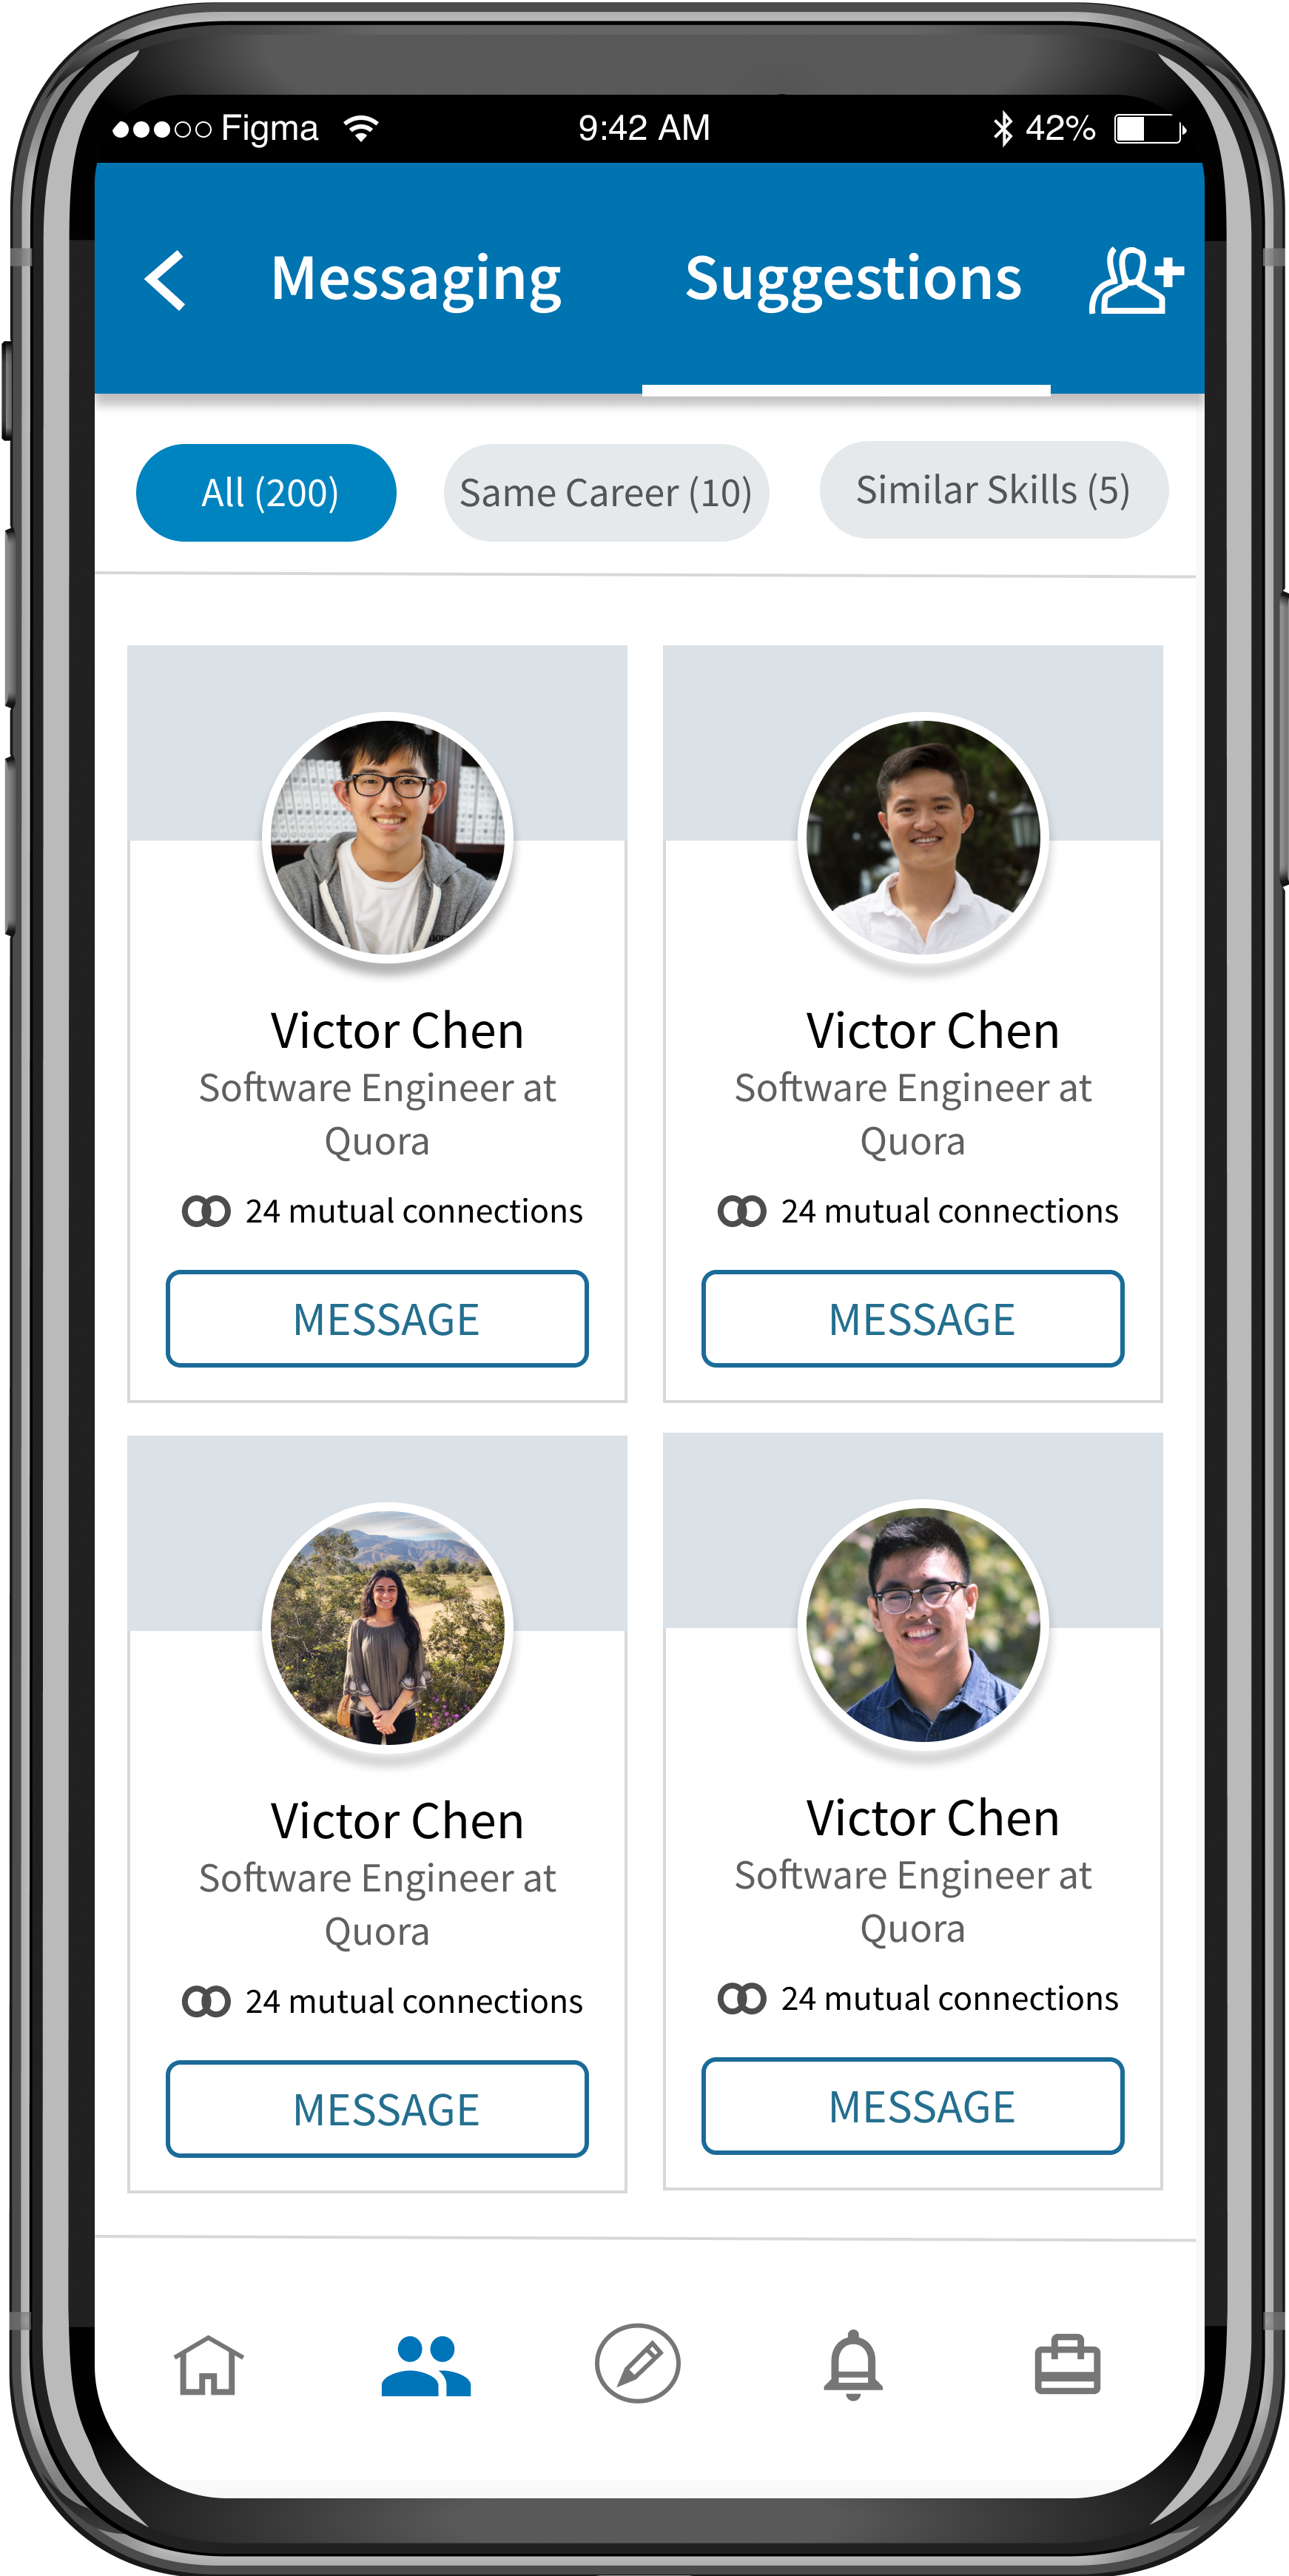 Figma 9:42 AM 42%
Messaging Suggestions
All (200) Same Career (10) Similar Skills (5)
Victor Chen
Software Engineer at
Quora
24 mutual connections
MESSAGE
Victor Chen
Software Engineer at
Quora
24 mutual connections
MESSAGE
Victor Chen
Software Engineer at
Quora
24 mutual connections
MESSAGE
Victor Chen
Software Engineer at
Quora
24 mutual connections
MESSAGE